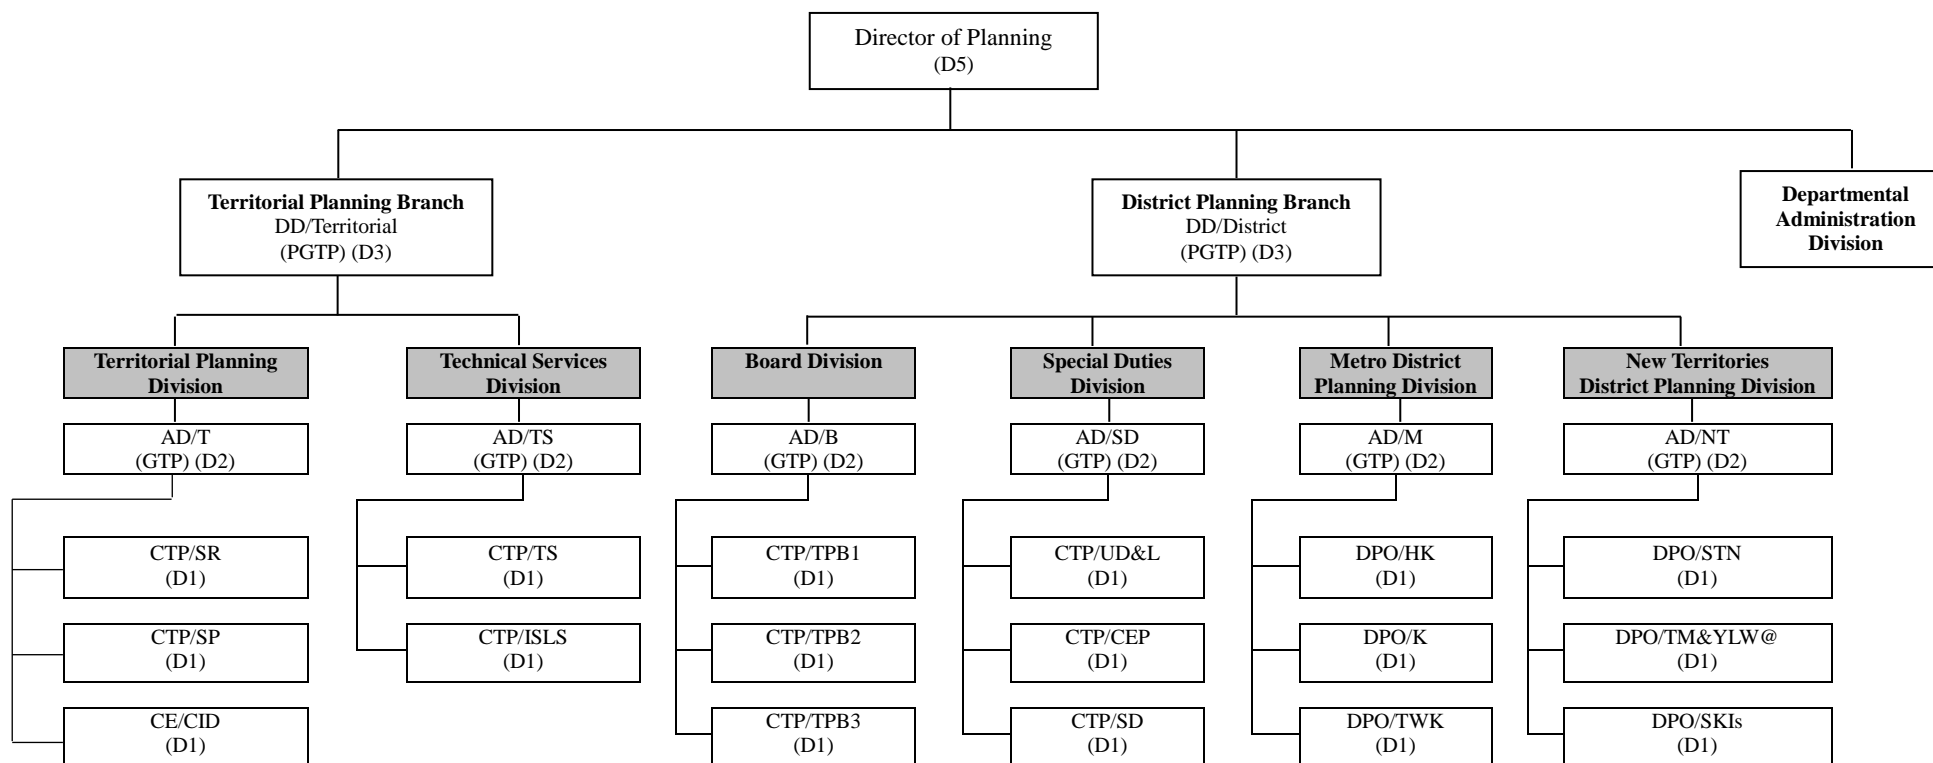 Director of Planning
(D5)
Territorial Planning Branch
DD/Territorial
(PGTP) (D3)
District Planning Branch
DD/District
(PGTP) (D3)
Departmental
Administration
Division
Territorial Planning
Division
Technical Services
Division
Board Division
Special Duties
Division
Metro District
Planning Division
New Territories
District Planning Division
AD/T
(GTP) (D2)
AD/TS
(GTP) (D2)
AD/B
(GTP) (D2)
AD/SD
(GTP) (D2)
AD/M
(GTP) (D2)
AD/NT
(GTP) (D2)
CTP/SR
(D1)
CTP/TS
(D1)
CTP/TPB1
(D1)
CTP/UD&L
(D1)
DPO/HK
(D1)
DPO/STN
(D1)
CTP/SP
(D1)
CTP/ISLS
(D1)
CTP/TPB2
(D1)
CTP/CEP
(D1)
DPO/K
(D1)
DPO/TM&YLW@
(D1)
CE/CID
(D1)
CTP/TPB3
(D1)
CTP/SD
(D1)
DPO/TWK
(D1)
DPO/SKIs
(D1)